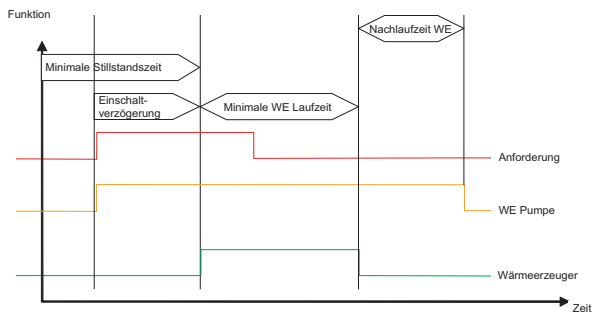 Funktion
Nachlaufzeit WE
Minimale Stillstandszeit
Einschalt-
verzögerung
Minimale WE Laufzeit
Anforderung
WE Pumpe
Wärmeerzeuger
Zeit